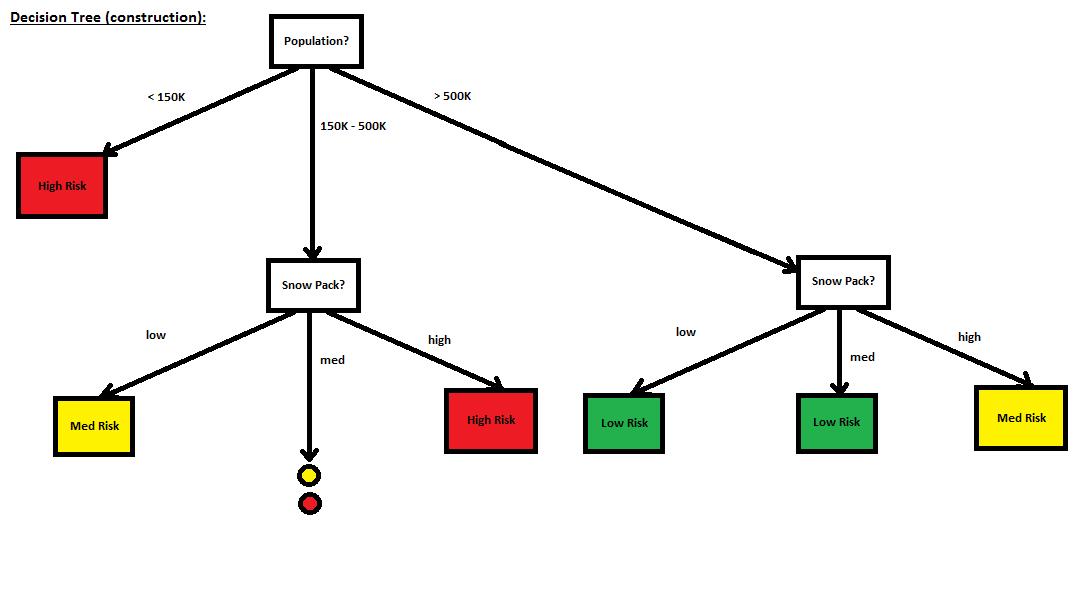 Decision Tree (construction):
Population?
< 150K
150K - 500K
> 500K
High Risk
Snow Pack?
Snow Pack?
low
med
high
low
med
high
Med Risk
High Risk
Low Risk
Low Risk
Med Risk